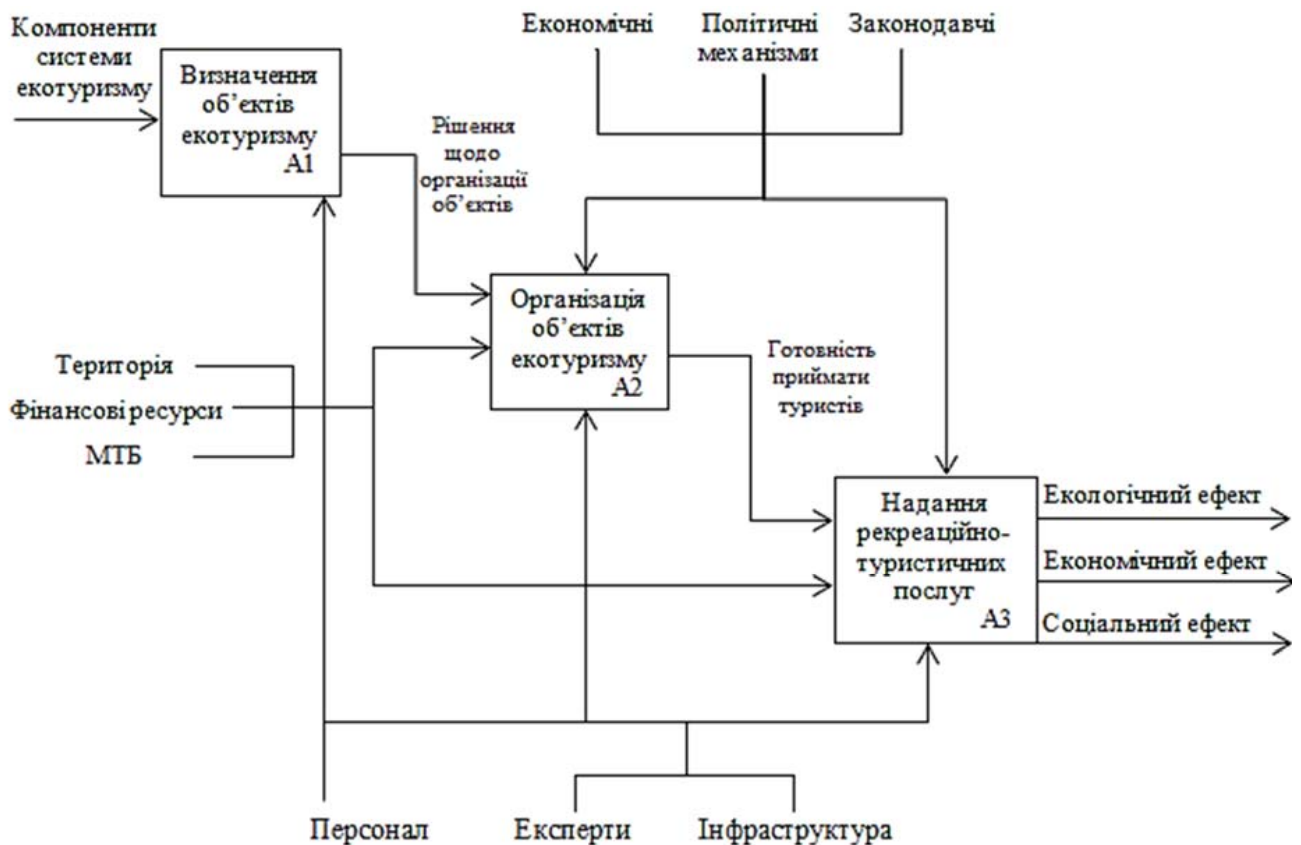 Компоненти
системи
екотуризму
Визначення
об’єктів
екотуризму
А1
Рішення
щодо
організації
об’єктів
Економічні
Політичні
механізми
Законодавчі
Організація
об’єктів
екотуризму
А2
Територія
Фінансові ресурси
МТБ
Готовність
приймати
туристів
Надання
рекреаційно-
туристичних
послуг
А3
Екологічний ефект
Економічний ефект
Соціальний ефект
Персонал
Експерти
Інфраструктура